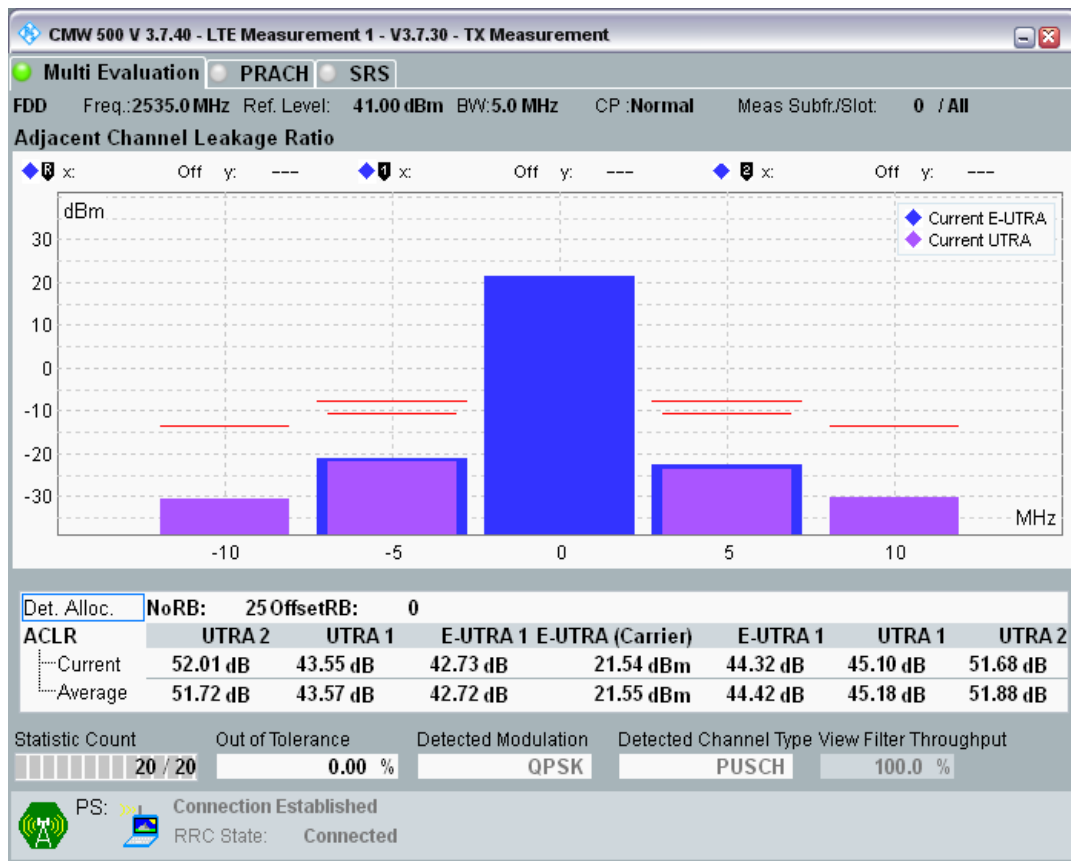 CMW 500 V 3.7.40 - LTE Measurement 1 - V3.7.30 - TX Measurement
Multi Evaluation PRACH SRS
FDD Freq.:2535.0 MHz Ref. Level: 41.00 dBm BW:5.0 MHz CP :Normal Meas Subfr./Slot: 0 / All
Adjacent Channel Leakage Ratio
R x: Off y: --- 1 x: Off y: --- 2 x: Off y: ---
dBm
Current E-UTRA
Current UTRA
30
20
10
0
-10
-20
-30
MHz
-10 -5 0 5 10
Det. Alloc. NoRB: 25 OffsetRB: 0
ACLR UTRA 2 UTRA 1 E-UTRA 1 E-UTRA (Carrier) E-UTRA 1 UTRA 1 UTRA 2
Current 52.01 dB 43.55 dB 42.73 dB 21.54 dBm 44.32 dB 45.10 dB 51.68 dB
Average 51.72 dB 43.57 dB 42.72 dB 21.55 dBm 44.42 dB 45.18 dB 51.88 dB
Statistic Count Out of Tolerance Detected Modulation Detected Channel Type View Filter Throughput
20 / 20 0.00 % QPSK PUSCH 100.0 %
PS: Connection Established
RRC State: Connected